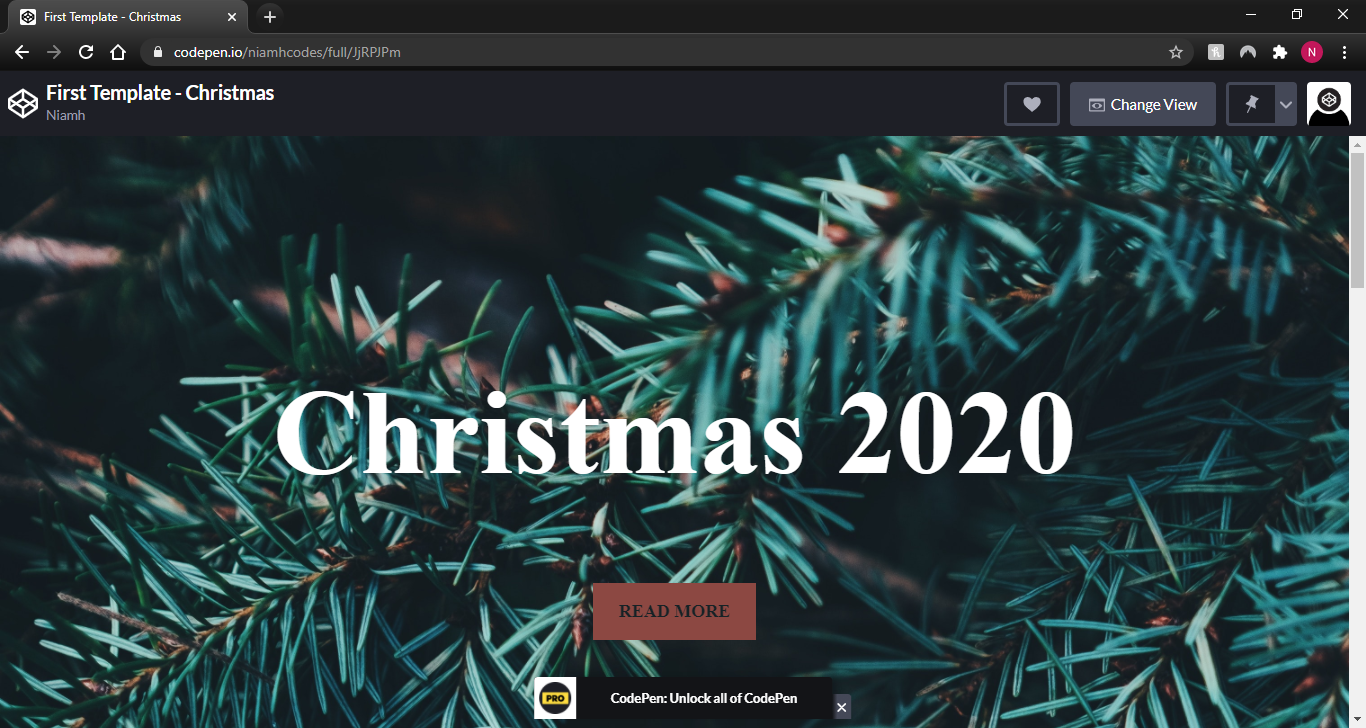 First Template - Christmas
codepen.io/niamhcodes/full/JjRPJPm
N
First Template - Christmas
Niamh
Change View
Christmas 2020
READ MORE
PRO
CodePen: Unlock all of CodePen